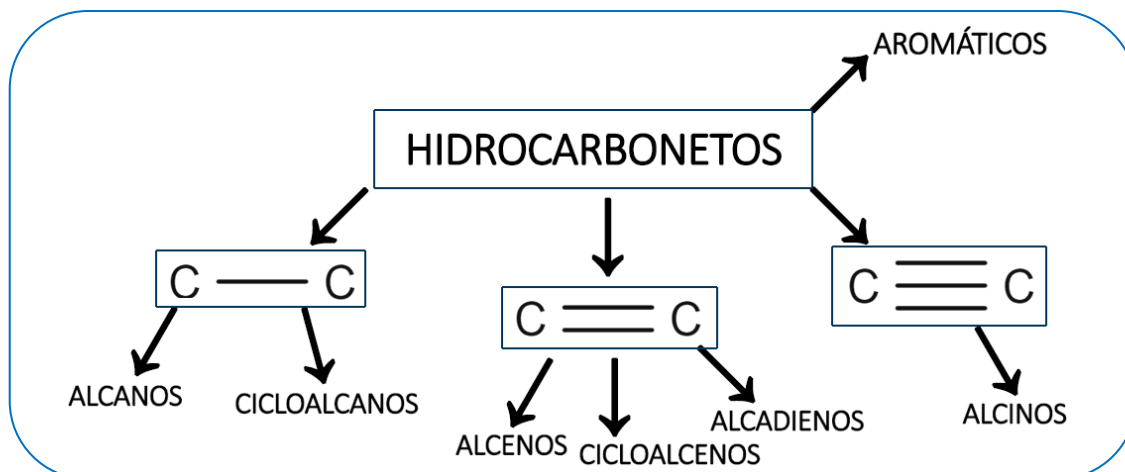 AROMÁTICOS
HIDROCARBONETOS
C — C
C = C
C ≡ C
ALCANOS
CICLOALCANOS
ALCENOS
CICLOALCENOS
ALCADIENOS
ALCINOS